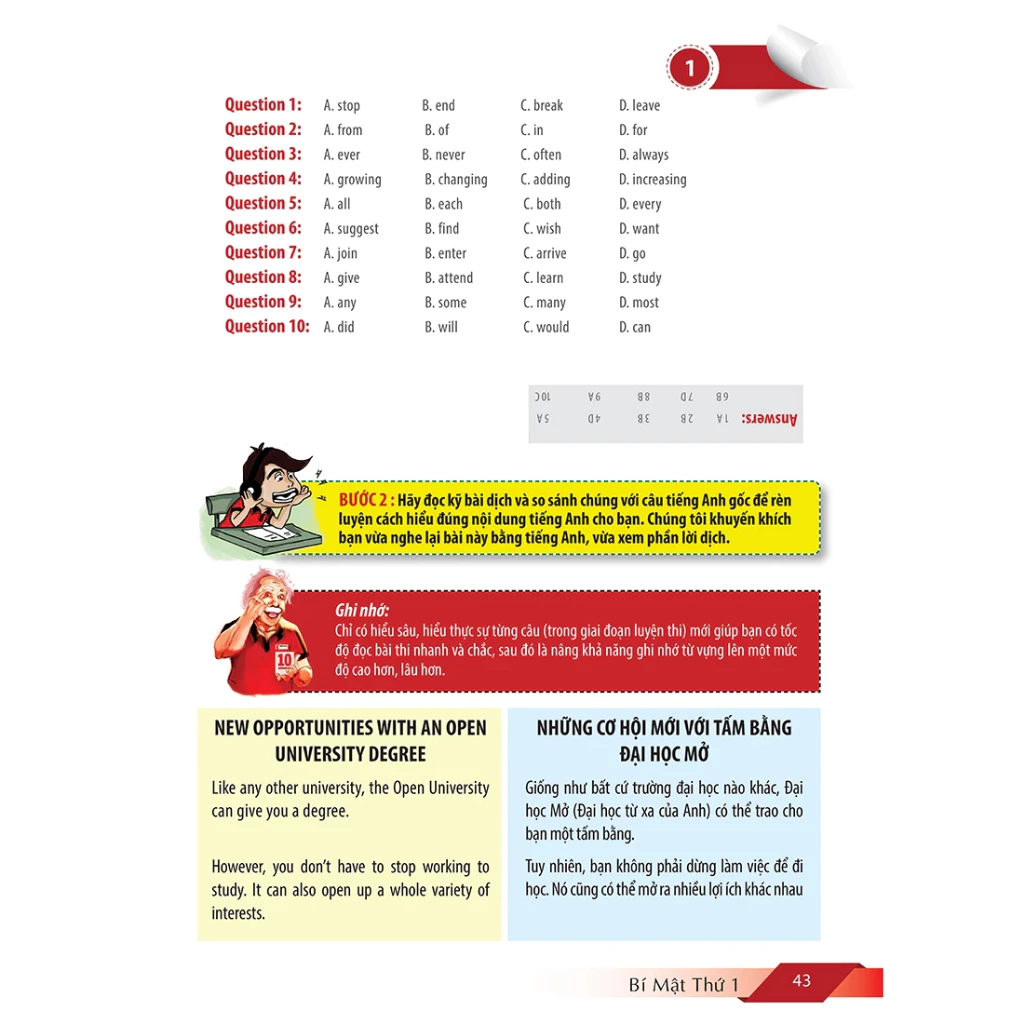 1
Question 1: A. stop B. end C. break D. leave
Question 2: A. from B. of C. in D. for
Question 3: A. ever B. never C. often D. always
Question 4: A. growing B. changing C. adding D. increasing
Question 5: A. all B. each C. both D. every
Question 6: A. suggest B. find C. wish D. want
Question 7: A. join B. enter C. arrive D. go
Question 8: A. give B. attend C. learn D. study
Question 9: A. any B. some C. many D. most
Question 10: A. did B. will C. would D. can
Answers: 1A 2B 3B 4D 5A
6B 7D 8B 9A 10C
BƯỚC 2 : Hãy đọc kỹ bài dịch và so sánh chúng với câu tiếng Anh gốc để rèn
luyện cách hiểu đúng nội dung tiếng Anh cho bạn. Chúng tôi khuyến khích
bạn vừa nghe lại bài này bằng tiếng Anh, vừa xem phần lời dịch.
Ghi nhớ:
Chỉ có hiểu sâu, hiểu thực sự từng câu (trong giai đoạn luyện thi) mới giúp bạn có tốc
độ đọc bài thi nhanh và chắc, sau đó là nâng khả năng ghi nhớ từ vựng lên một mức
độ cao hơn, lâu hơn.
10
NEW OPPORTUNITIES WITH AN OPEN
UNIVERSITY DEGREE
Like any other university, the Open University
can give you a degree.
However, you don't have to stop working to
study. It can also open up a whole variety of
interests.
NHỮNG CƠ HỘI MỚI VỚI TẤM BẰNG
ĐẠI HỌC MỞ
Giống như bất cứ trường đại học nào khác, Đại
học Mở (Đại học từ xa của Anh) có thể trao cho
bạn một tấm bằng.
Tuy nhiên, bạn không phải dừng làm việc để đi
học. Nó cũng có thể mở ra nhiều lợi ích khác nhau
Bí Mật Thứ 1 43